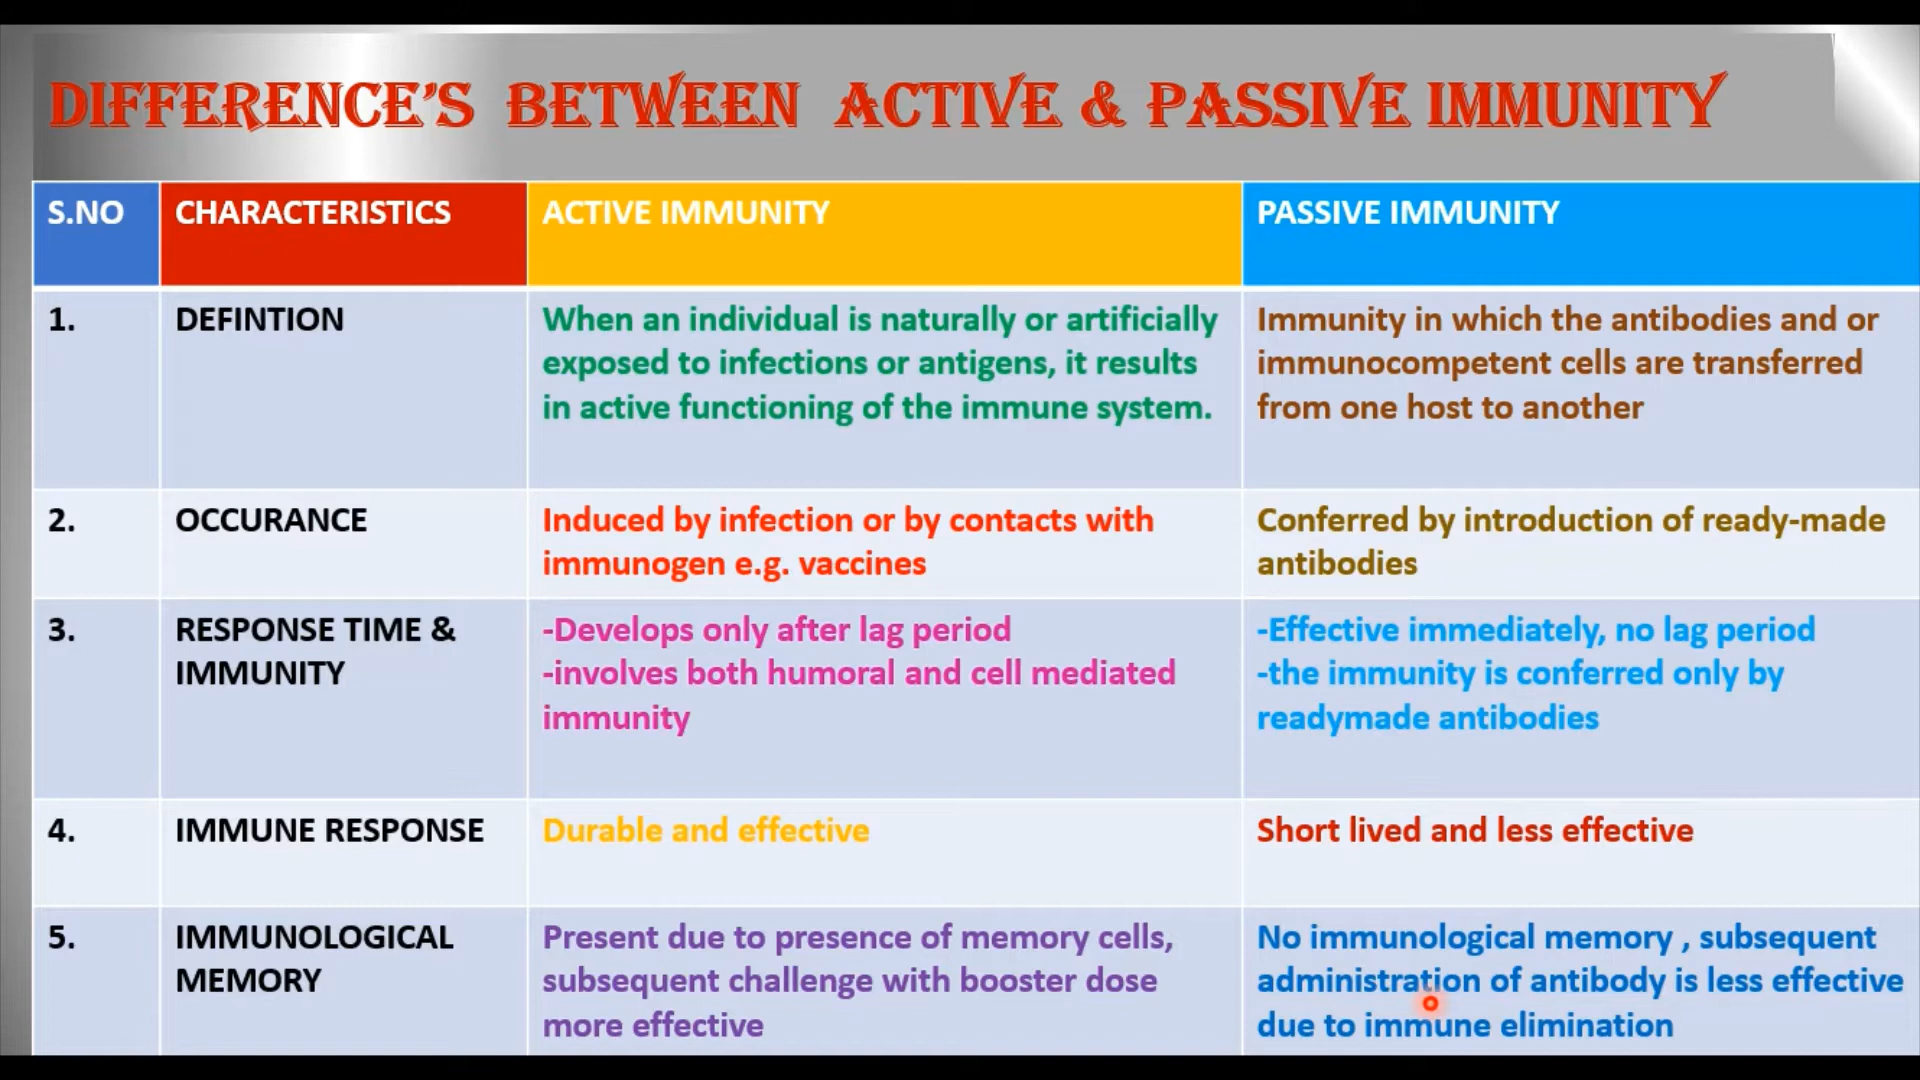 DIFFERENCE'S BETWEEN ACTIVE & PASSIVE IMMUNITY
S.NO
CHARACTERISTICS
ACTIVE IMMUNITY
PASSIVE IMMUNITY
1.
DEFINTION
When an individual is naturally or artificially
exposed to infections or antigens, it results
in active functioning of the immune system.
Immunity in which the antibodies and or
immunocompetent cells are transferred
from one host to another
2.
OCCURANCE
Induced by infection or by contacts with
immunogen e.g. vaccines
Conferred by introduction of ready-made
antibodies
3.
RESPONSE TIME &
IMMUNITY
-Develops only after lag period
-involves both humoral and cell mediated
immunity
-Effective immediately, no lag period
-the immunity is conferred only by
readymade antibodies
4.
IMMUNE RESPONSE
Durable and effective
Short lived and less effective
5.
IMMUNOLOGICAL
MEMORY
Present due to presence of memory cells,
subsequent challenge with booster dose
more effective
No immunological memory , subsequent
administration of antibody is less effective
due to immune elimination